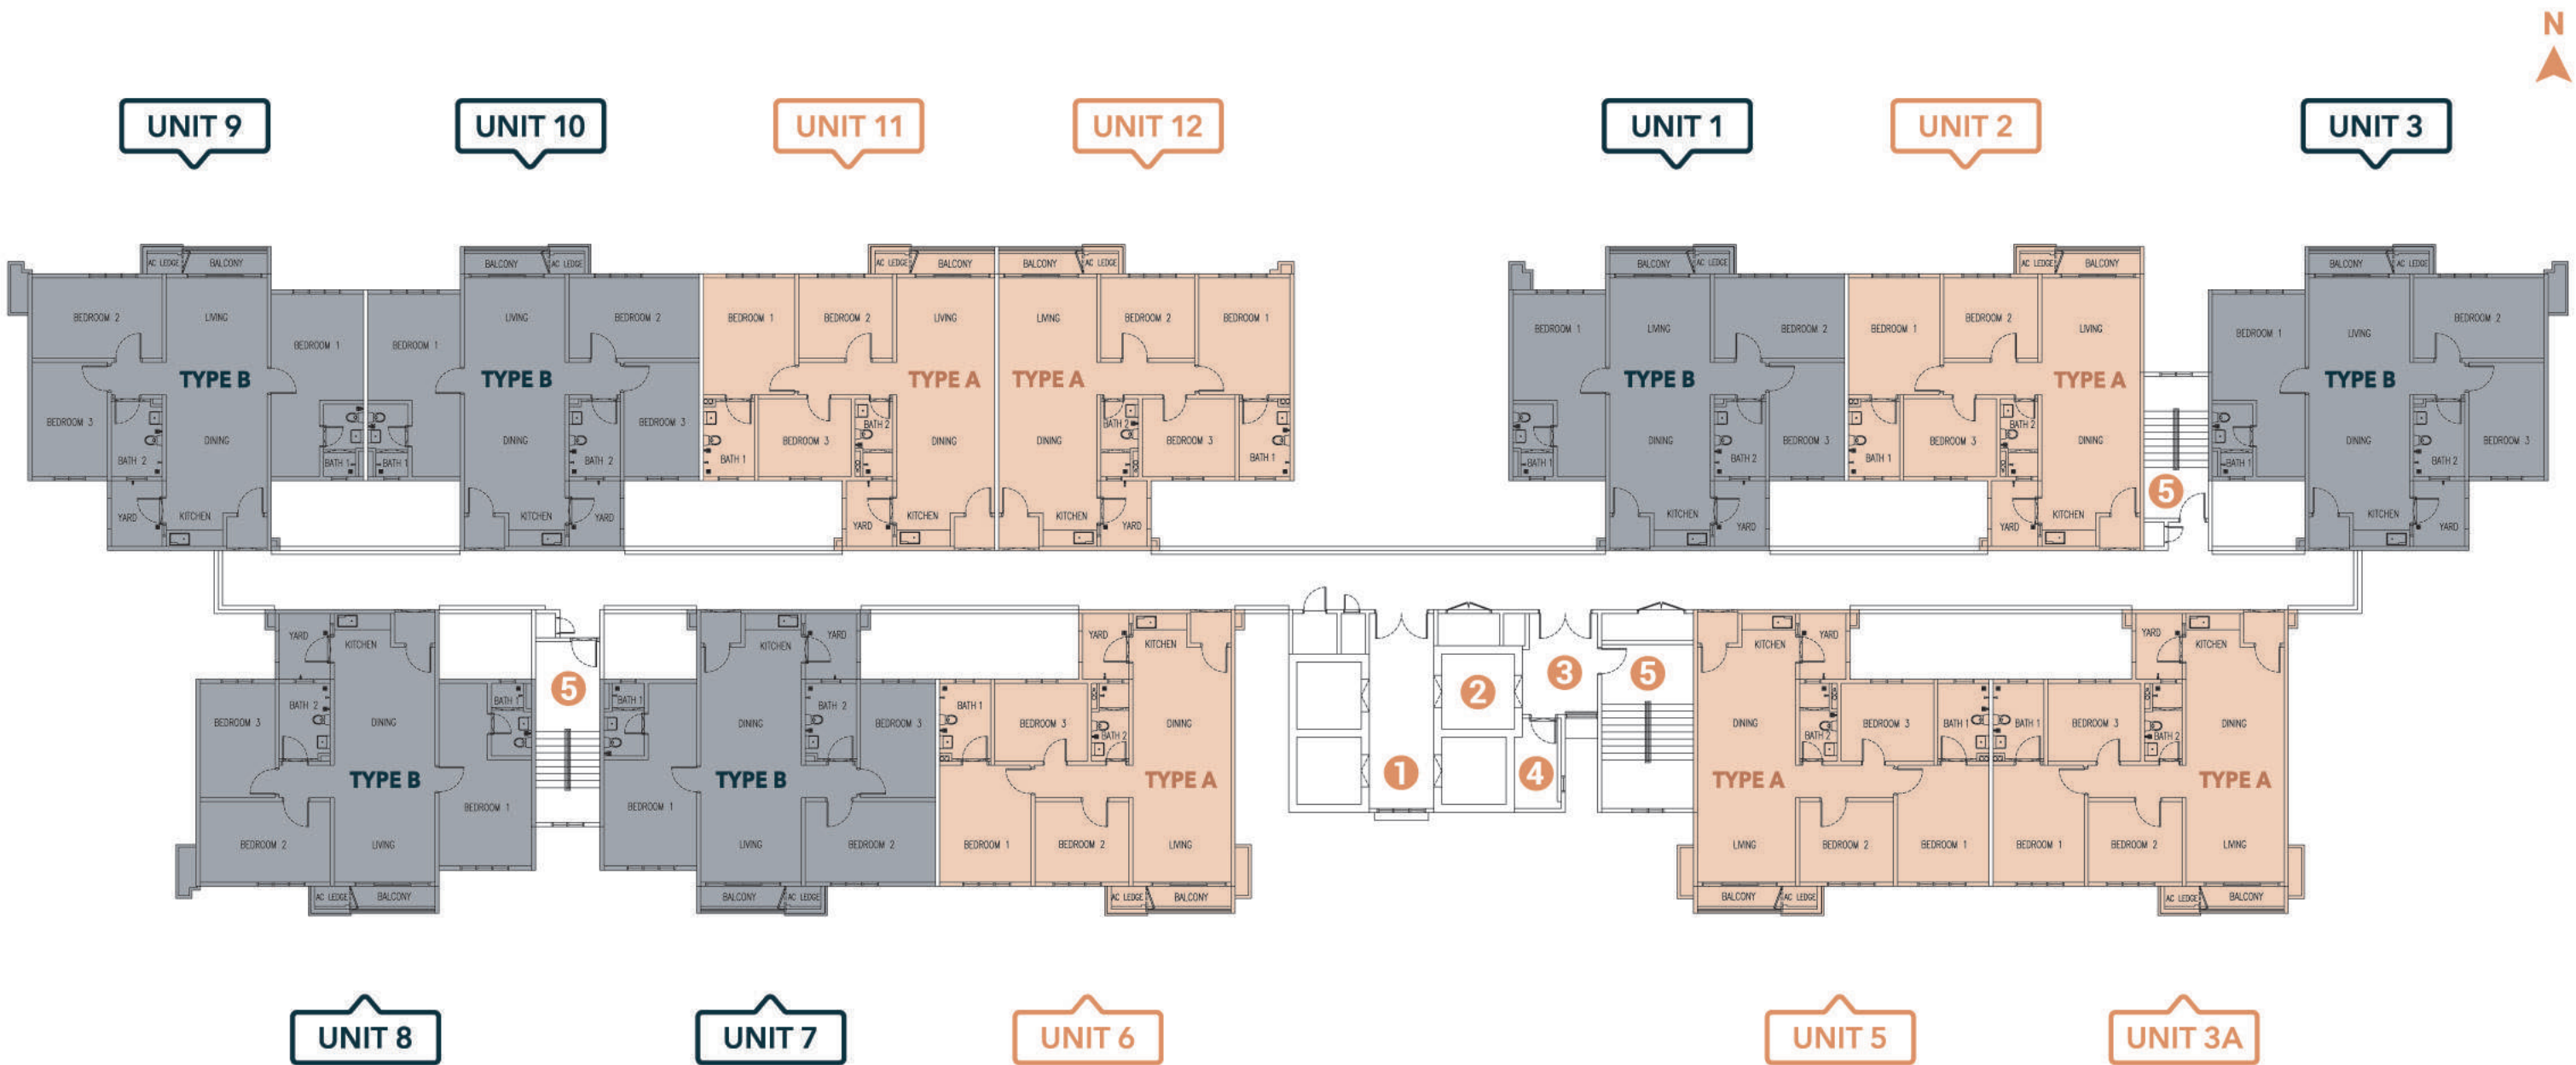 N
UNIT 9
UNIT 10
UNIT 11
UNIT 12
UNIT 1
UNIT 2
UNIT 3
AC LEDGE BALCONY
BEDROOM 2
LIVING
BEDROOM 1
TYPE B
BEDROOM 3
DINING
BATH 2
BATH 1
YARD
KITCHEN
BALCONY AC LEDGE
LIVING
BEDROOM 2
BEDROOM 1
TYPE B
BEDROOM 3
DINING
BATH 1
BATH 2
KITCHEN
YARD
AC LEDGE BALCONY
BEDROOM 1
BEDROOM 2
LIVING
TYPE A
BATH 2
BEDROOM 3
DINING
BATH 1
YARD
KITCHEN
BALCONY AC LEDGE
LIVING
BEDROOM 2
BEDROOM 1
TYPE A
BATH 2
DINING
BEDROOM 3
BATH 1
KITCHEN
YARD
BALCONY AC LEDGE
BEDROOM 1
LIVING
BEDROOM 2
TYPE B
DINING
BEDROOM 3
BATH 1
BATH 2
KITCHEN
YARD
AC LEDGE BALCONY
BEDROOM 1
BEDROOM 2
LIVING
TYPE A
BATH 2
BEDROOM 3
DINING
BATH 1
YARD
KITCHEN
5
BALCONY AC LEDGE
BEDROOM 1
LIVING
BEDROOM 2
TYPE B
DINING
BEDROOM 3
BATH 1
BATH 2
KITCHEN
YARD
YARD
KITCHEN
BATH 1
BATH 2
BEDROOM 3
DINING
TYPE B
BEDROOM 1
BEDROOM 2
LIVING
AC LEDGE BALCONY
5
KITCHEN
YARD
BATH 1
BATH 2
DINING
BEDROOM 3
TYPE B
BEDROOM 1
LIVING
BEDROOM 2
BALCONY AC LEDGE
YARD
KITCHEN
BATH 1
BEDROOM 3
DINING
BATH 2
TYPE A
BEDROOM 1
BEDROOM 2
LIVING
AC LEDGE BALCONY
1
2
3
4
5
KITCHEN
YARD
DINING
BEDROOM 3
BATH 1
BATH 2
TYPE A
LIVING
BEDROOM 2
BEDROOM 1
BALCONY AC LEDGE
YARD
KITCHEN
BATH 1
BEDROOM 3
DINING
BATH 2
TYPE A
BEDROOM 1
BEDROOM 2
LIVING
AC LEDGE BALCONY
UNIT 8
UNIT 7
UNIT 6
UNIT 5
UNIT 3A